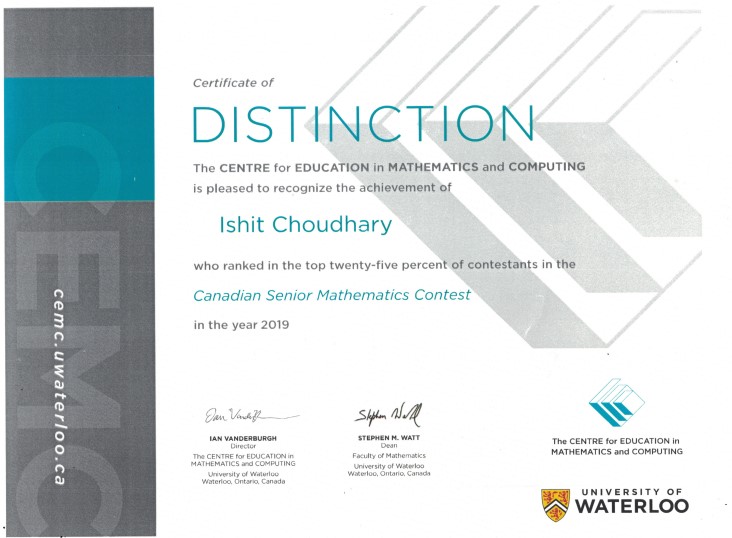 Certificate of
DISTINCTION
The CENTRE for EDUCATION in MATHEMATICS and COMPUTING
is pleased to recognize the achievement of
Ishit Choudhary
who ranked in the top twenty-five percent of contestants in the
Canadian Senior Mathematics Contest
in the year 2019
CEMC
cemc.uwaterloo.ca
IAN VANDERBURGH
Director
The CENTRE for EDUCATION in
MATHEMATICS and COMPUTING
University of Waterloo
Waterloo, Ontario, Canada
STEPHEN M. WATT
Dean
Faculty of Mathematics
University of Waterloo
Waterloo, Ontario, Canada
The CENTRE for EDUCATION in
MATHEMATICS and COMPUTING
UNIVERSITY OF
WATERLOO